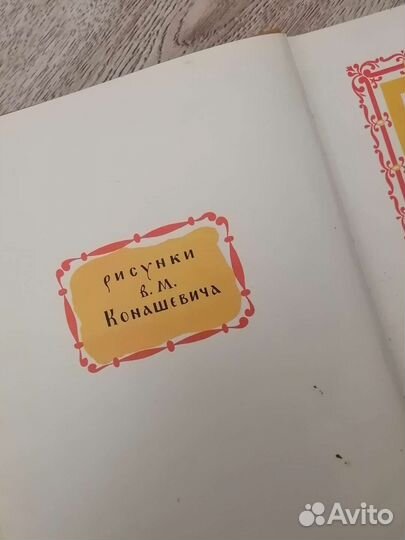 рисунки
В. М.
Конашевича
Avito